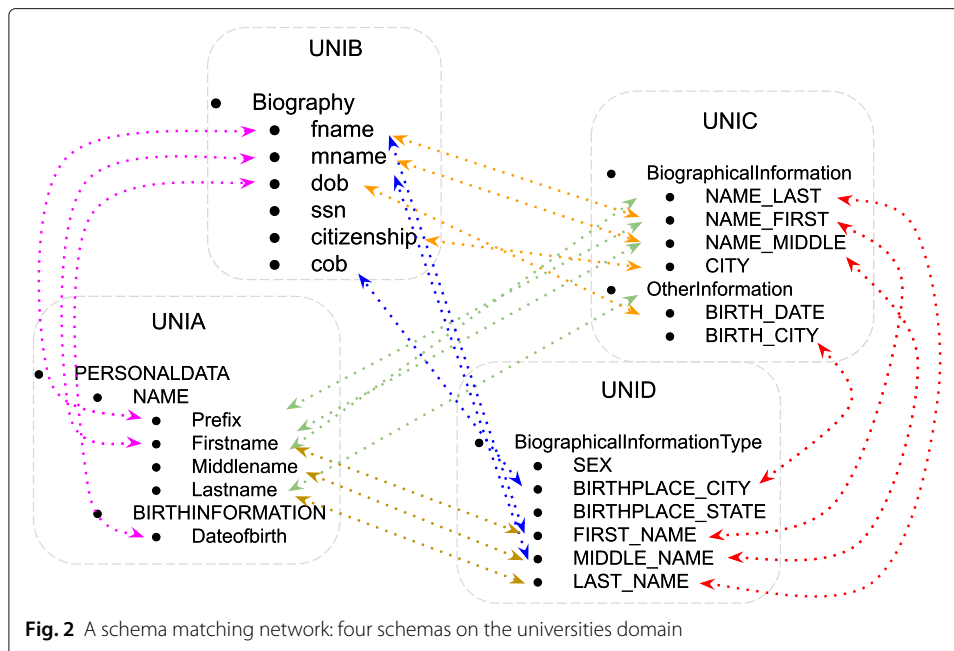 UNIB
Biography
fname
mname
dob
ssn
citizenship
cob
UNIC
BiographicalInformation
NAME_LAST
NAME_FIRST
NAME_MIDDLE
CITY
OtherInformation
BIRTH_DATE
BIRTH_CITY
UNIA
PERSONALDATA
NAME
Prefix
Firstname
Middlename
Lastname
BIRTHINFORMATION
Dateofbirth
UNID
BiographicalInformationType
SEX
BIRTHPLACE_CITY
BIRTHPLACE_STATE
FIRST_NAME
MIDDLE_NAME
LAST_NAME
Fig. 2 A schema matching network: four schemas on the universities domain